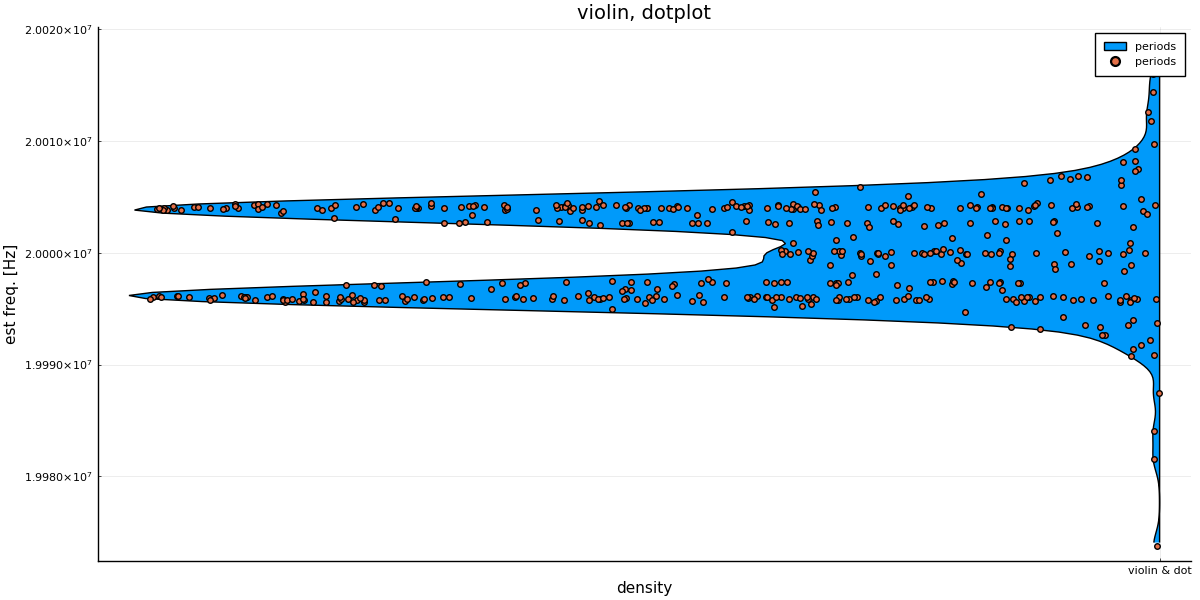 violin, dotplot
periods
periods
2.0020×10⁷
2.0010×10⁷
2.0000×10⁷
1.9990×10⁷
1.9980×10⁷
est freq. [Hz]
violin & dot
density